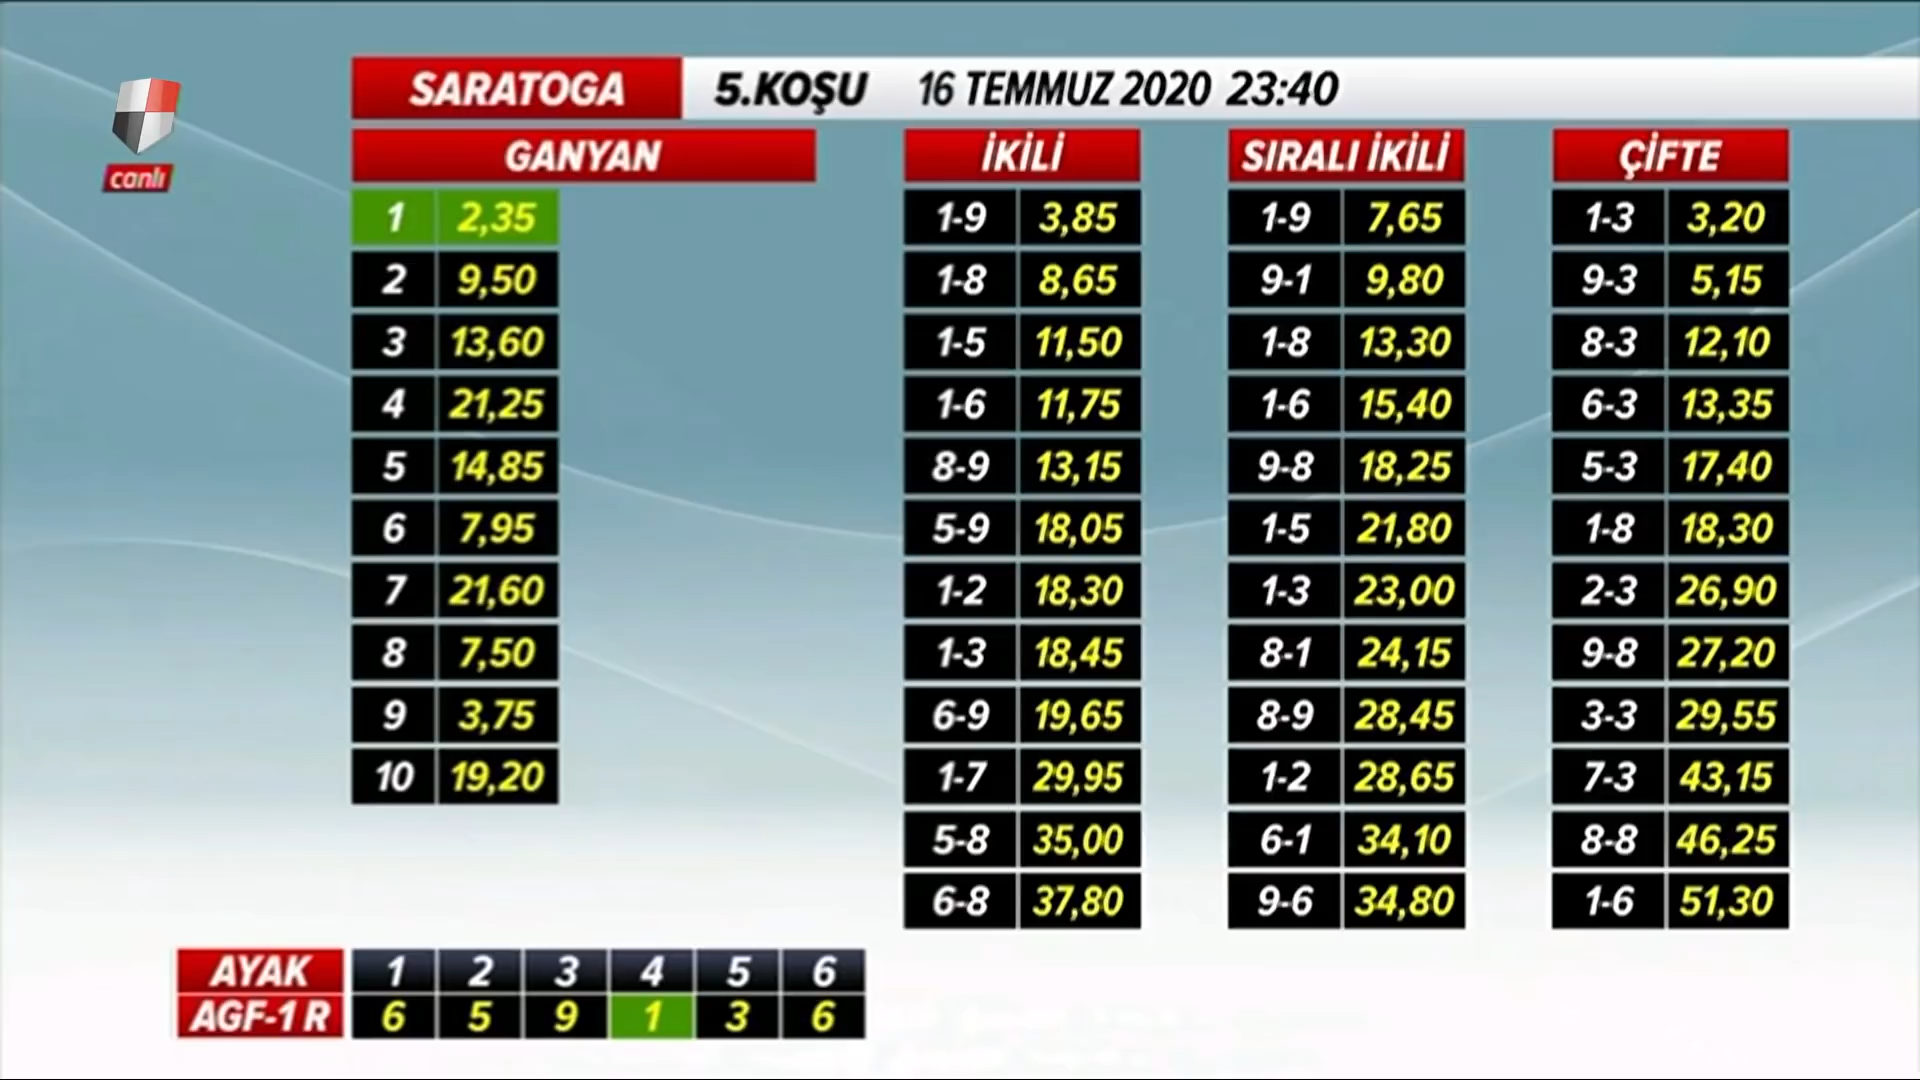 SARATOGA 5.KOŞU 16 TEMMUZ 2020 23:40
canlı
GANYAN İKİLİ SIRALI İKİLİ ÇİFTE
1 2,35 1-9 3,85 1-9 7,65 1-3 3,20
2 9,50 1-8 8,65 9-1 9,80 9-3 5,15
3 13,60 1-5 11,50 1-8 13,30 8-3 12,10
4 21,25 1-6 11,75 1-6 15,40 6-3 13,35
5 14,85 8-9 13,15 9-8 18,25 5-3 17,40
6 7,95 5-9 18,05 1-5 21,80 1-8 18,30
7 21,60 1-2 18,30 1-3 23,00 2-3 26,90
8 7,50 1-3 18,45 8-1 24,15 9-8 27,20
9 3,75 6-9 19,65 8-9 28,45 3-3 29,55
10 19,20 1-7 29,95 1-2 28,65 7-3 43,15
5-8 35,00 6-1 34,10 8-8 46,25
6-8 37,80 9-6 34,80 1-6 51,30
AYAK 1 2 3 4 5 6
AGF-1 R 6 5 9 1 3 6